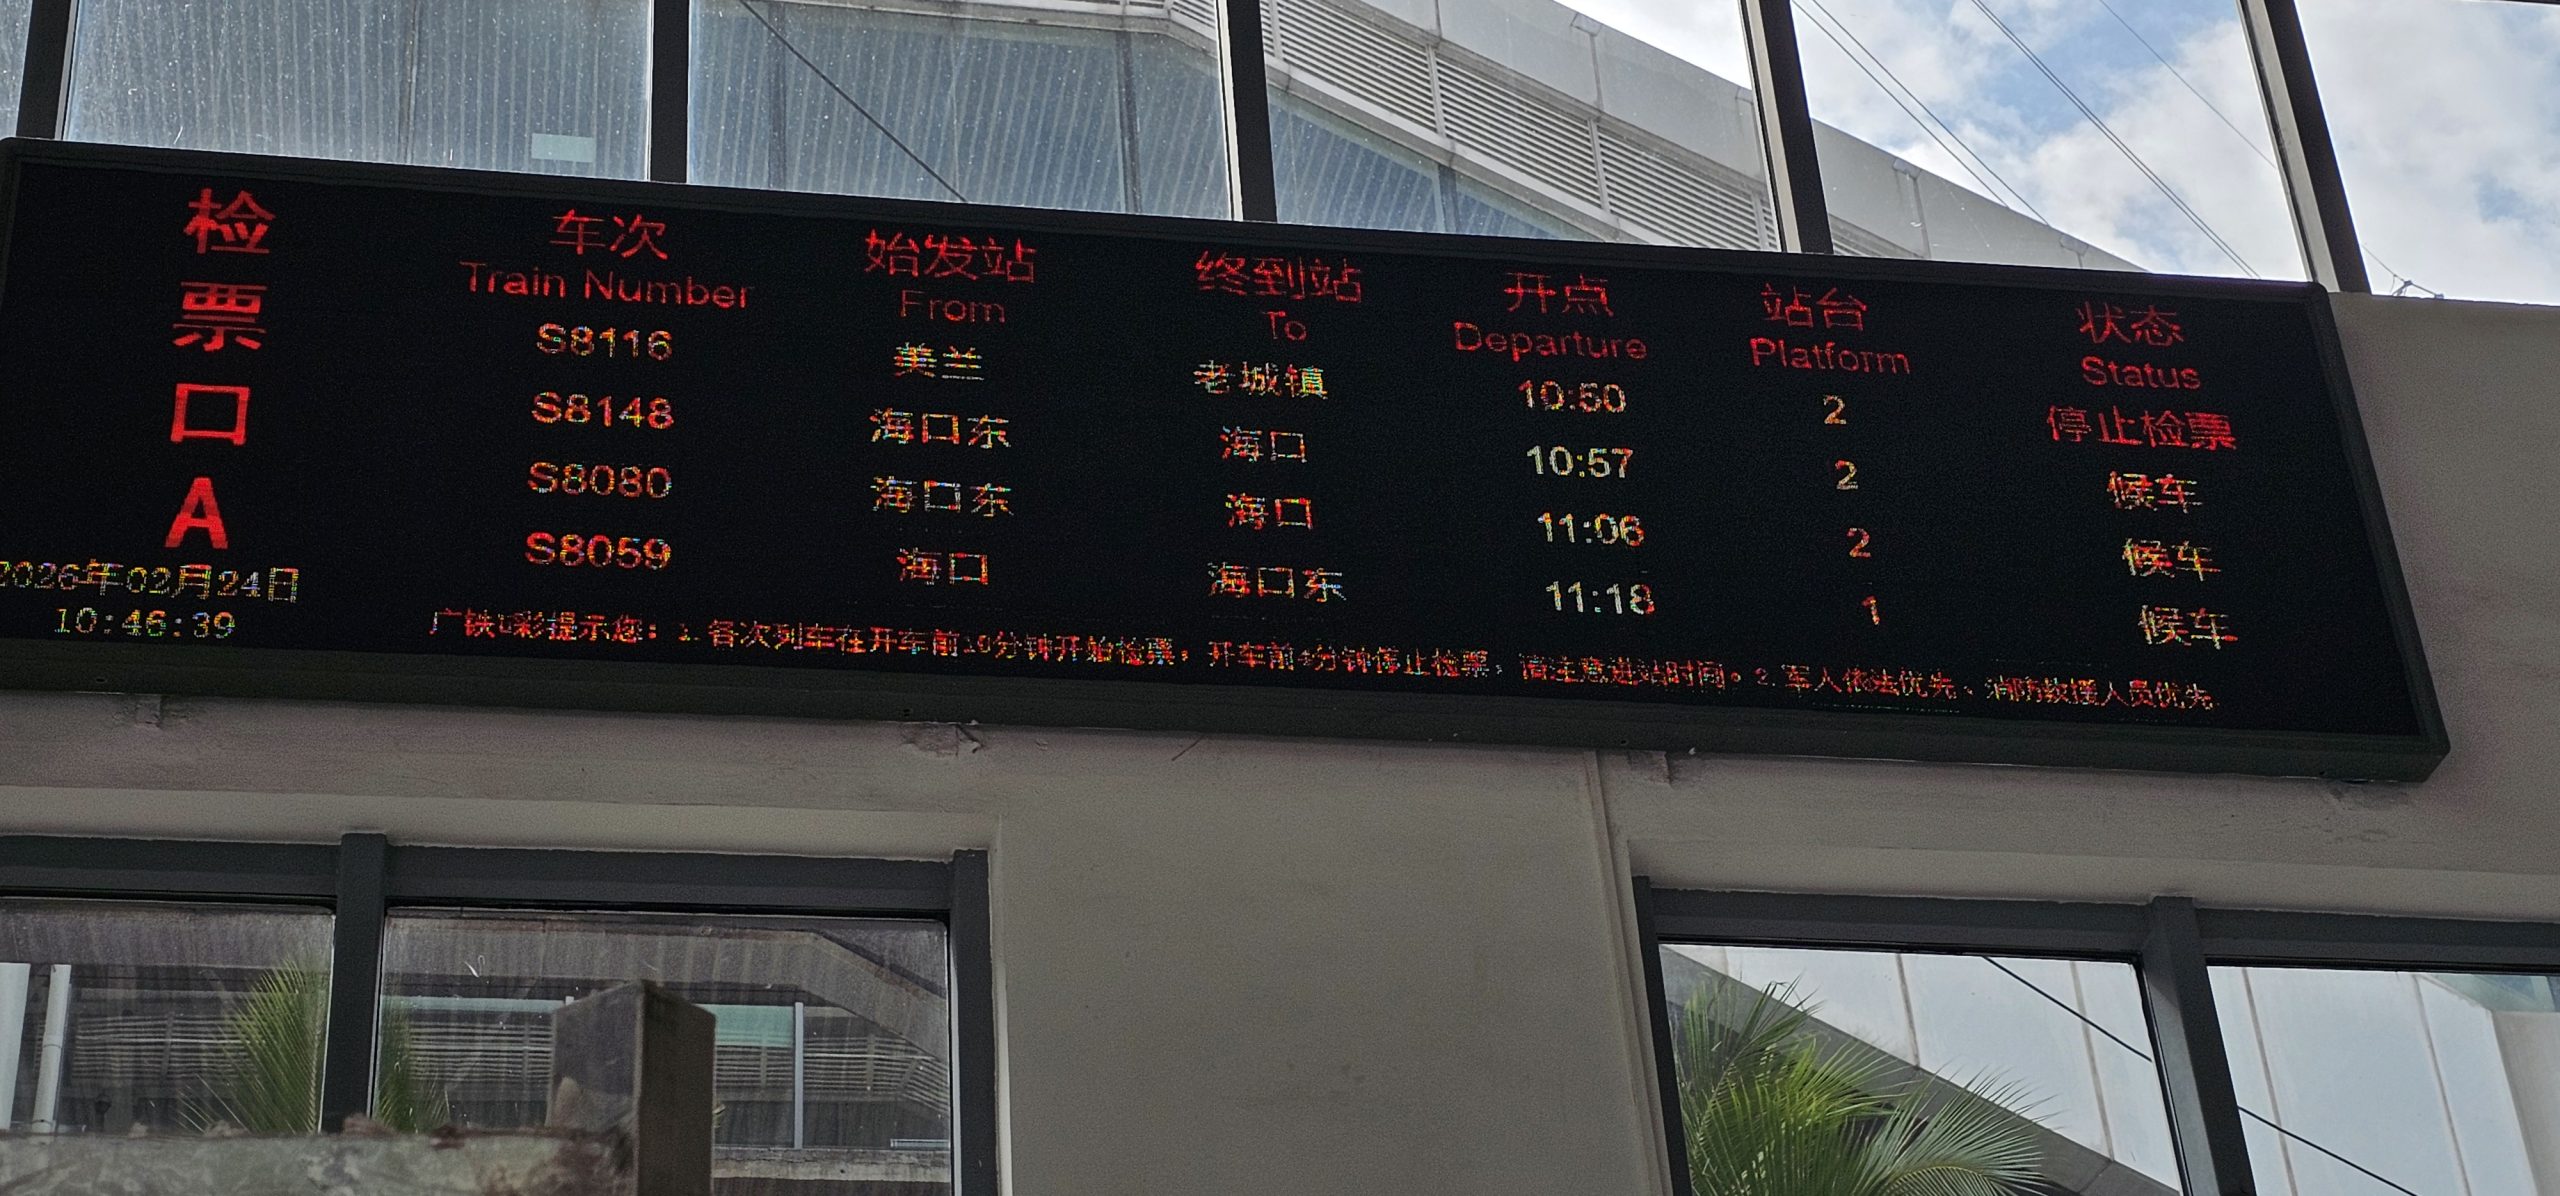 检票口A
2026年02月24日
10:46:39
车次 始发站 终到站 开点 站台 状态
Train Number From To Departure Platform Status
S8116 美兰 老城镇 10:50 2 停止检票
S8148 海口东 海口 10:57 2 候车
S8080 海口东 海口 11:06 2 候车
S8059 海口 海口东 11:18 1 候车
广铁e彩提示您：1.各次列车在开车前10分钟开始检票，开车前4分钟停止检票，请注意进站时间。2.军人依法优先、消防救援人员优先